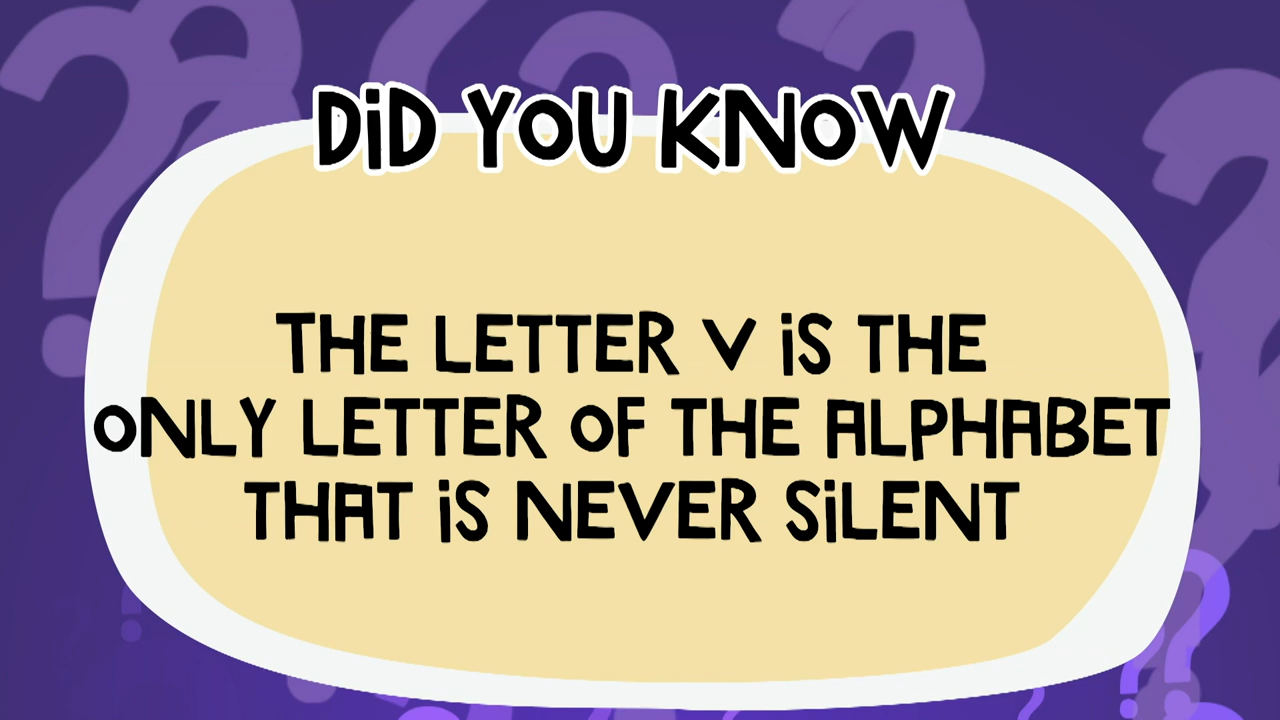 DiD YOU KNOW
THE LETTER V iS THE
ONLY LETTER OF THE ALPHABET
THAT iS NEVER SiLENT